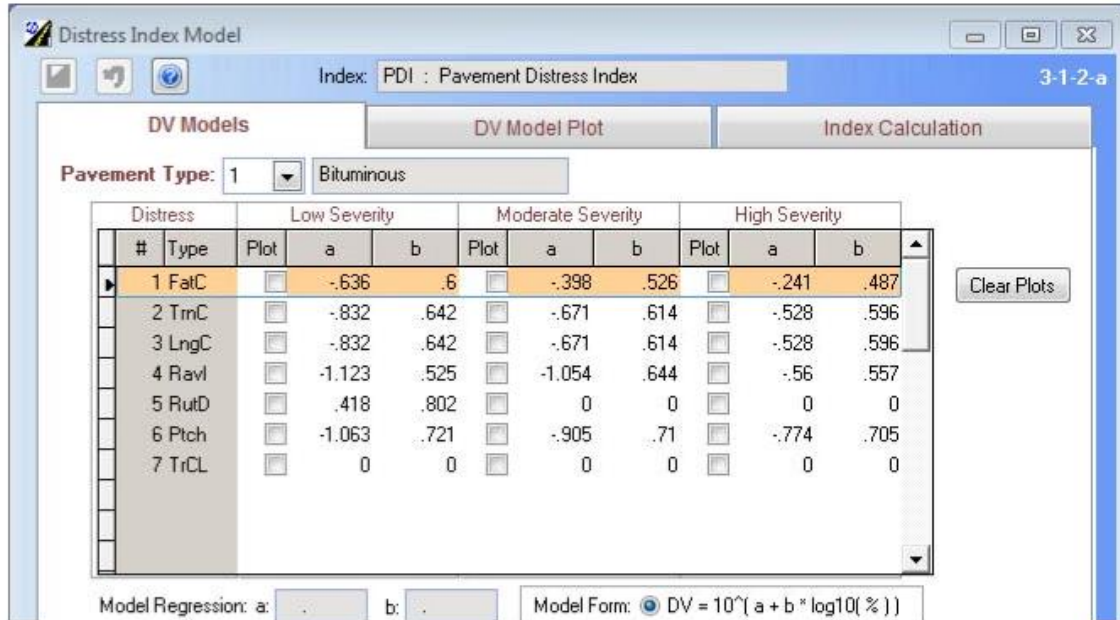 Distress Index Model
Index: PDI : Pavement Distress Index 3-1-2-a
DV Models DV Model Plot Index Calculation
Pavement Type: 1 Bituminous
Distress Low Severity Moderate Severity High Severity
# Type Plot a b Plot a b Plot a b
1 FatC -.636 .6 -.398 .526 -.241 .487
Clear Plots
2 TrnC -.832 .642 -.671 .614 -.528 .596
3 LngC -.832 .642 -.671 .614 -.528 .596
4 Ravl -1.123 .525 -1.054 .644 -.56 .557
5 RutD .418 .802 0 0 0 0
6 Ptch -1.063 .721 -.905 .71 -.774 .705
7 TrCL 0 0 0 0 0 0
Model Regression: a: . b: . Model Form: DV = 10^( a + b * log10( % ) )